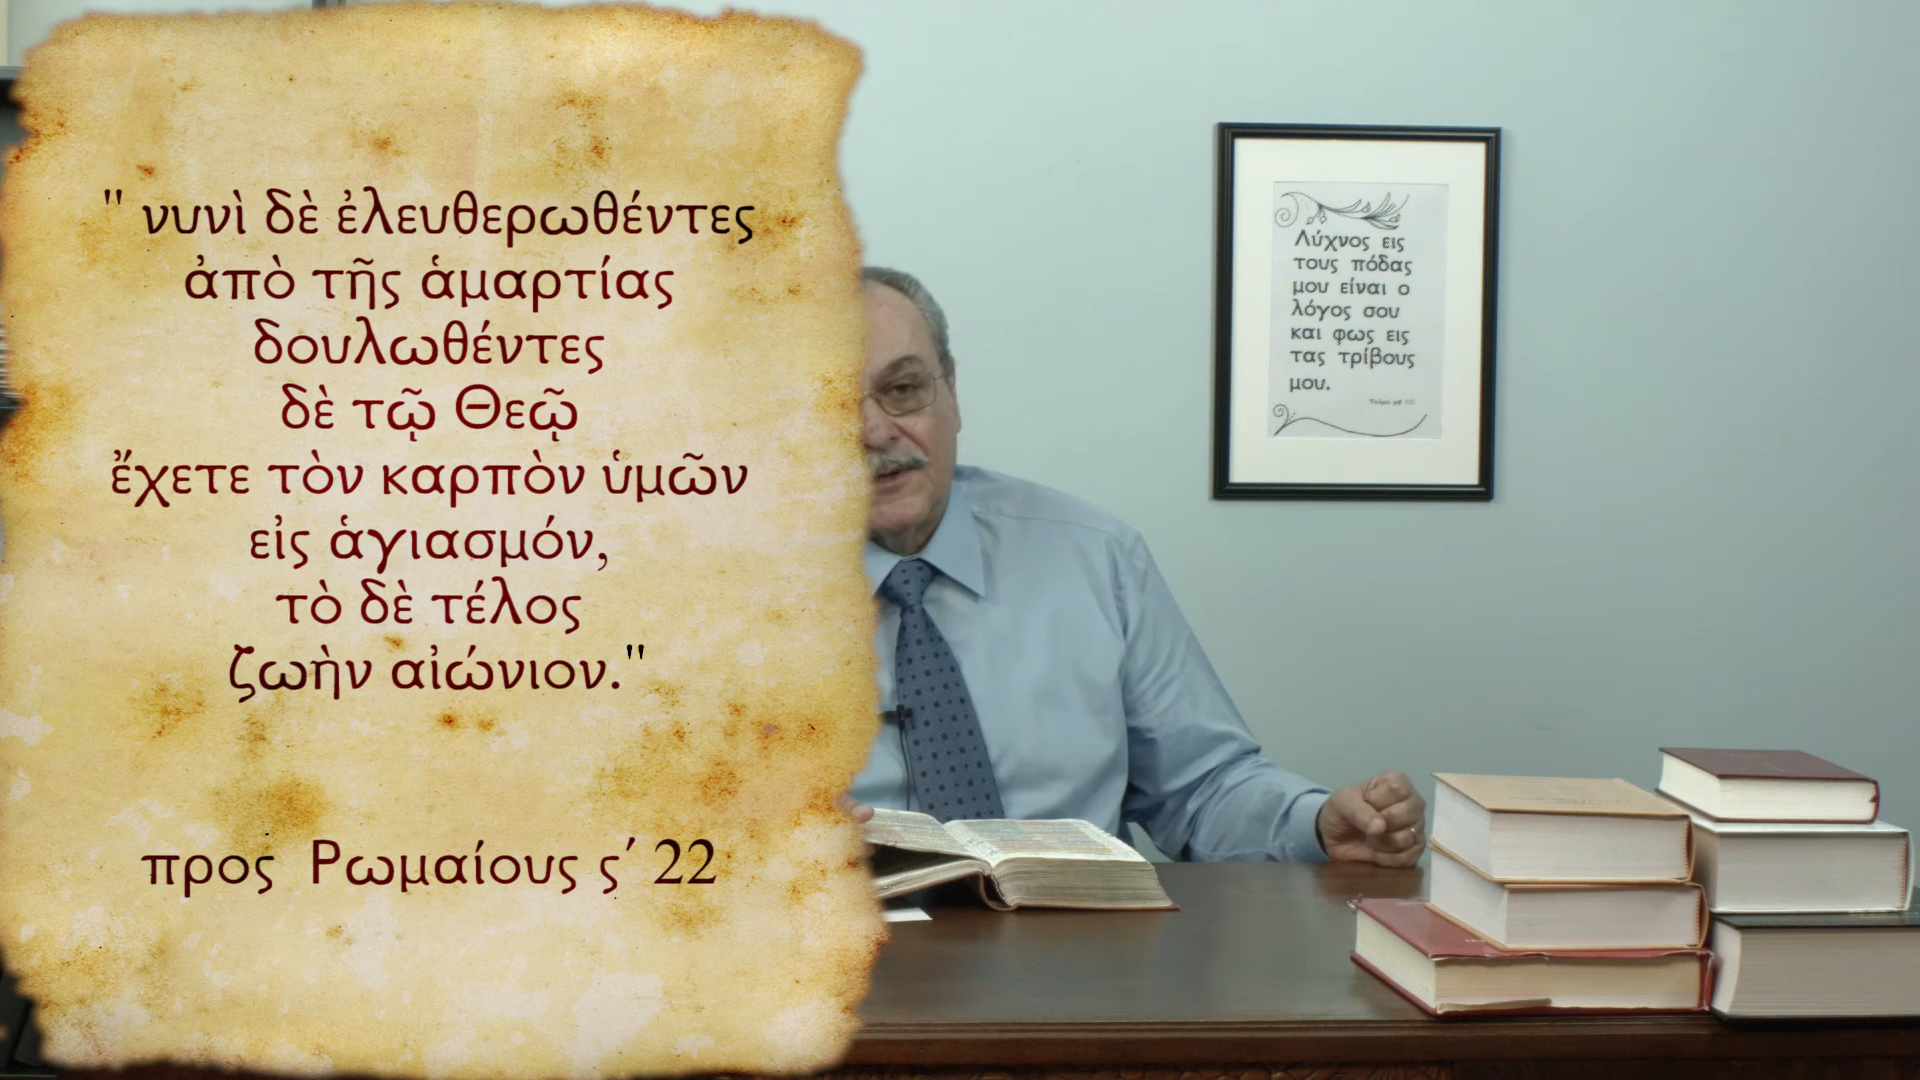 " νυνὶ δὲ ἐλευθερωθέντες
ἀπὸ τῆς ἁμαρτίας
δουλωθέντες
δὲ τῷ Θεῷ
ἔχετε τὸν καρπὸν ὑμῶν
εἰς ἁγιασμόν,
τὸ δὲ τέλος
ζωὴν αἰώνιον."
προς Ρωμαίους ς΄ 22
Λύχνος εις
τους πόδας
μου είναι ο
λόγος σου
και φως εις
τας τρίβους
μου.